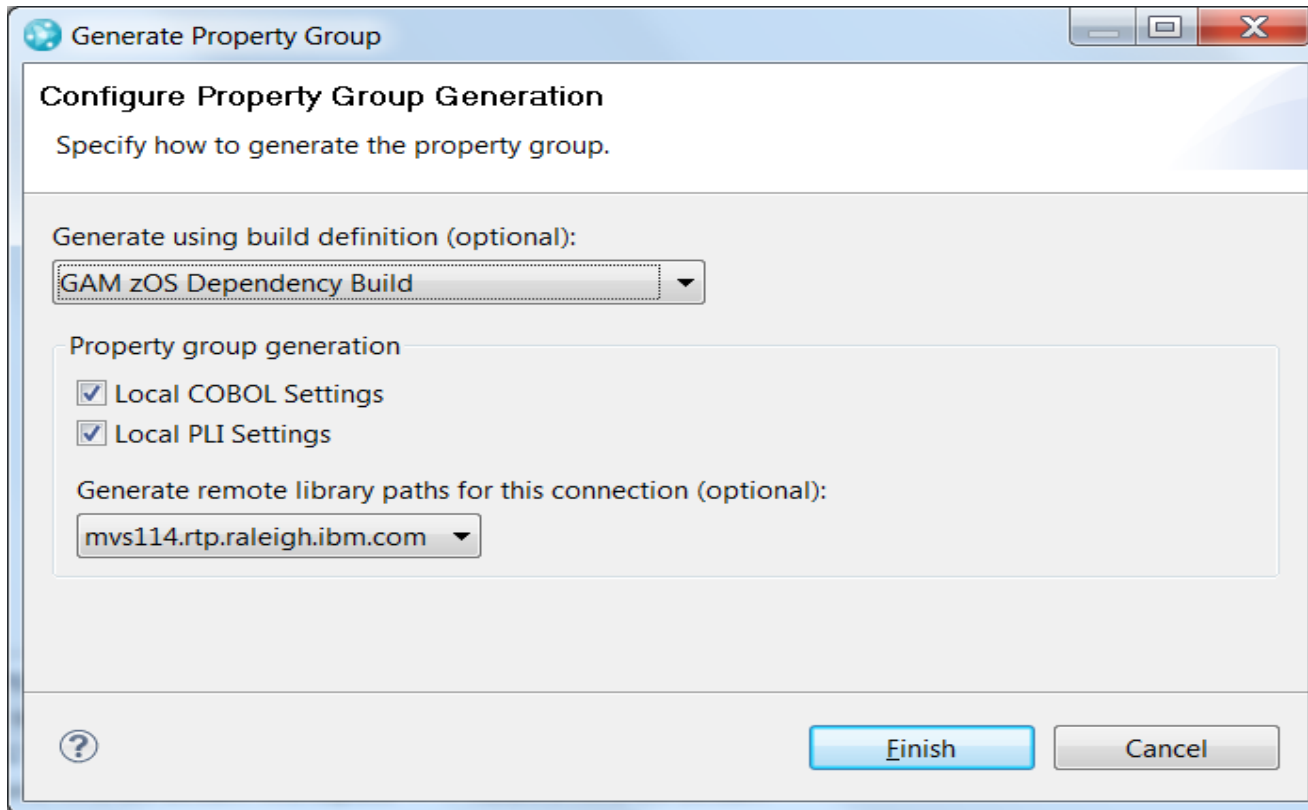 Generate Property Group
Configure Property Group Generation
Specify how to generate the property group.
Generate using build definition (optional):
GAM zOS Dependency Build
Property group generation
Local COBOL Settings
Local PLI Settings
Generate remote library paths for this connection (optional):
mvs114.rtp.raleigh.ibm.com
?
Finish
Cancel